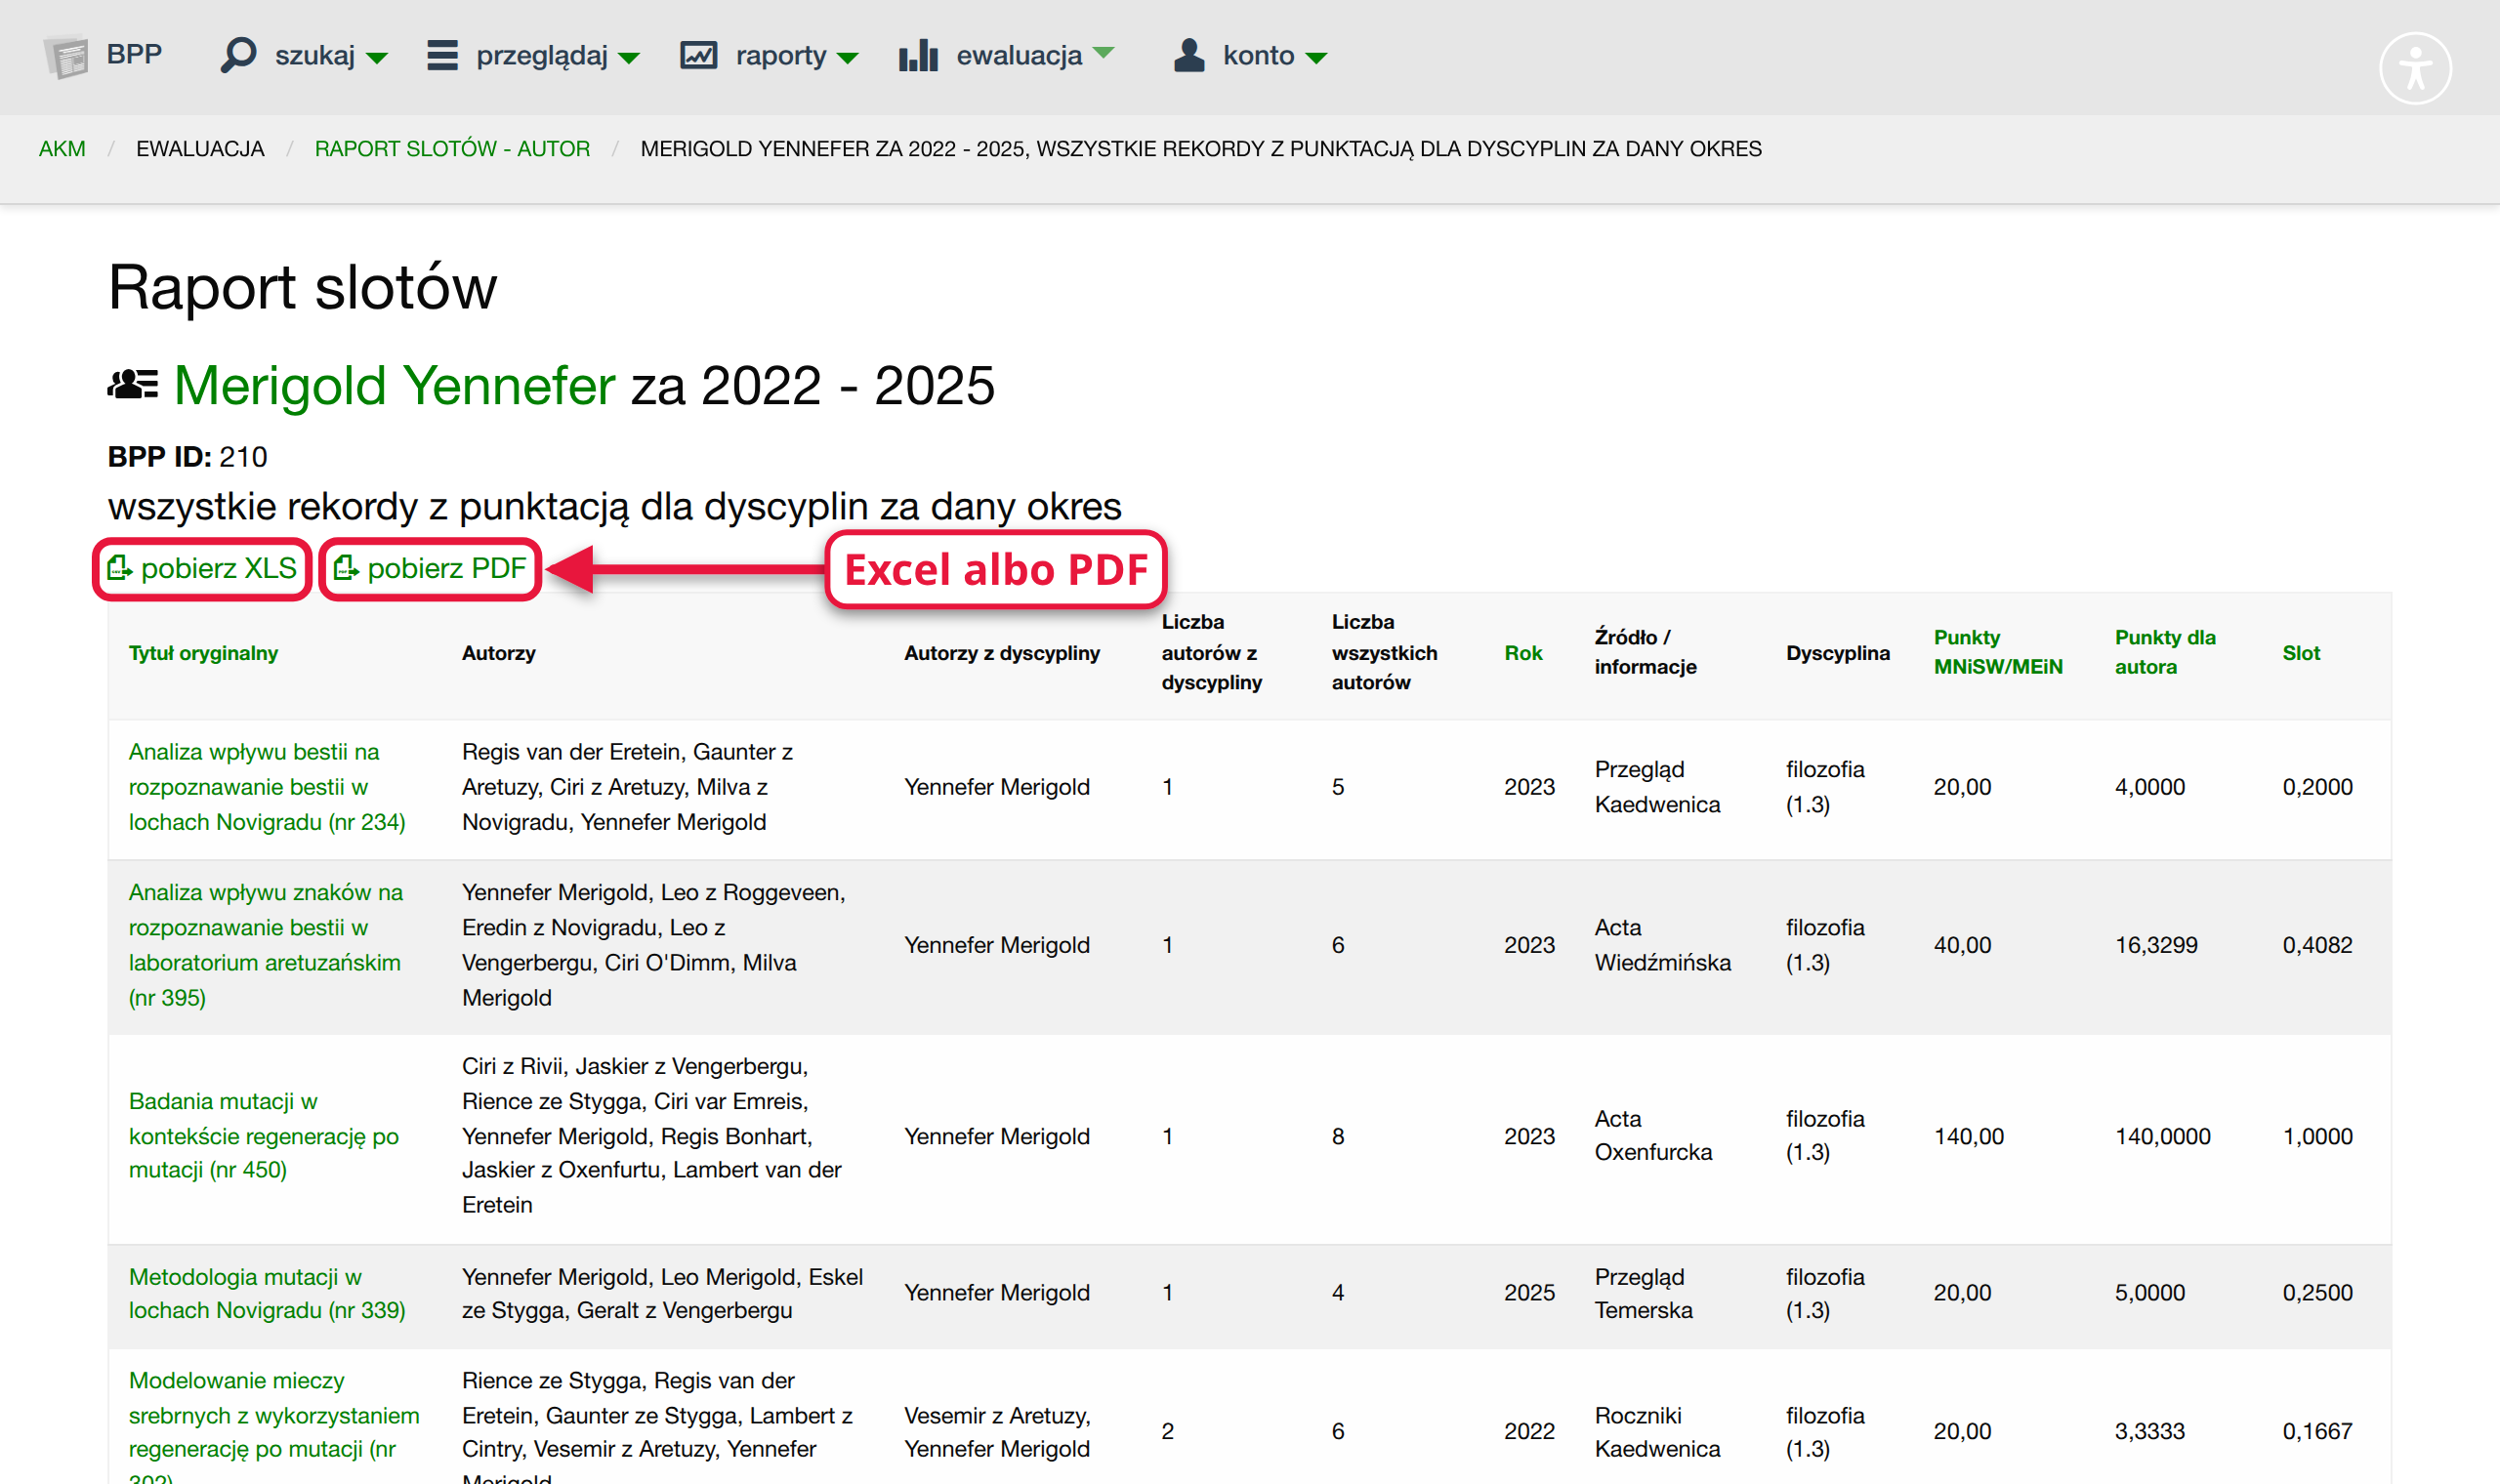 BPP szukaj przeglądaj raporty ewaluacja konto
AKM / EWALUACJA / RAPORT SLOTÓW - AUTOR / MERIGOLD YENNEFER ZA 2022 - 2025, WSZYSTKIE REKORDY Z PUNKTACJĄ DLA DYSCYPLIN ZA DANY OKRES
Raport slotów
Merigold Yennefer za 2022 - 2025
BPP ID: 210
wszystkie rekordy z punktacją dla dyscyplin za dany okres
pobierz XLS pobierz PDF Excel albo PDF
Tytuł oryginalny
Autorzy
Autorzy z dyscypliny
Liczba
autorów z
dyscypliny
Liczba
wszystkich
autorów
Rok
Źródło /
informacje
Dyscyplina
Punkty
MNiSW/MEiN
Punkty dla
autora
Slot
Analiza wpływu bestii na
rozpoznawanie bestii w
lochach Novigradu (nr 234)
Regis van der Eretein, Gaunter z
Aretuzy, Ciri z Aretuzy, Milva z
Novigradu, Yennefer Merigold
Yennefer Merigold
1
5
2023
Przegląd
Kaedwenica
filozofia
(1.3)
20,00
4,0000
0,2000
Analiza wpływu znaków na
rozpoznawanie bestii w
laboratorium aretuzańskim
(nr 395)
Yennefer Merigold, Leo z Roggeveen,
Eredin z Novigradu, Leo z
Vengerbergu, Ciri O'Dimm, Milva
Merigold
Yennefer Merigold
1
6
2023
Acta
Wiedźmińska
filozofia
(1.3)
40,00
16,3299
0,4082
Badania mutacji w
kontekście regenerację po
mutacji (nr 450)
Ciri z Rivii, Jaskier z Vengerbergu,
Rience ze Stygga, Ciri var Emreis,
Yennefer Merigold, Regis Bonhart,
Jaskier z Oxenfurtu, Lambert van der
Eretein
Yennefer Merigold
1
8
2023
Acta
Oxenfurcka
filozofia
(1.3)
140,00
140,0000
1,0000
Metodologia mutacji w
lochach Novigradu (nr 339)
Yennefer Merigold, Leo Merigold, Eskel
ze Stygga, Geralt z Vengerbergu
Yennefer Merigold
1
4
2025
Przegląd
Temerska
filozofia
(1.3)
20,00
5,0000
0,2500
Modelowanie mieczy
srebrnych z wykorzystaniem
regenerację po mutacji (nr
302)
Rience ze Stygga, Regis van der
Eretein, Gaunter ze Stygga, Lambert z
Cintry, Vesemir z Aretuzy, Yennefer
Merigold
Vesemir z Aretuzy,
Yennefer Merigold
2
6
2022
Roczniki
Kaedwenica
filozofia
(1.3)
20,00
3,3333
0,1667